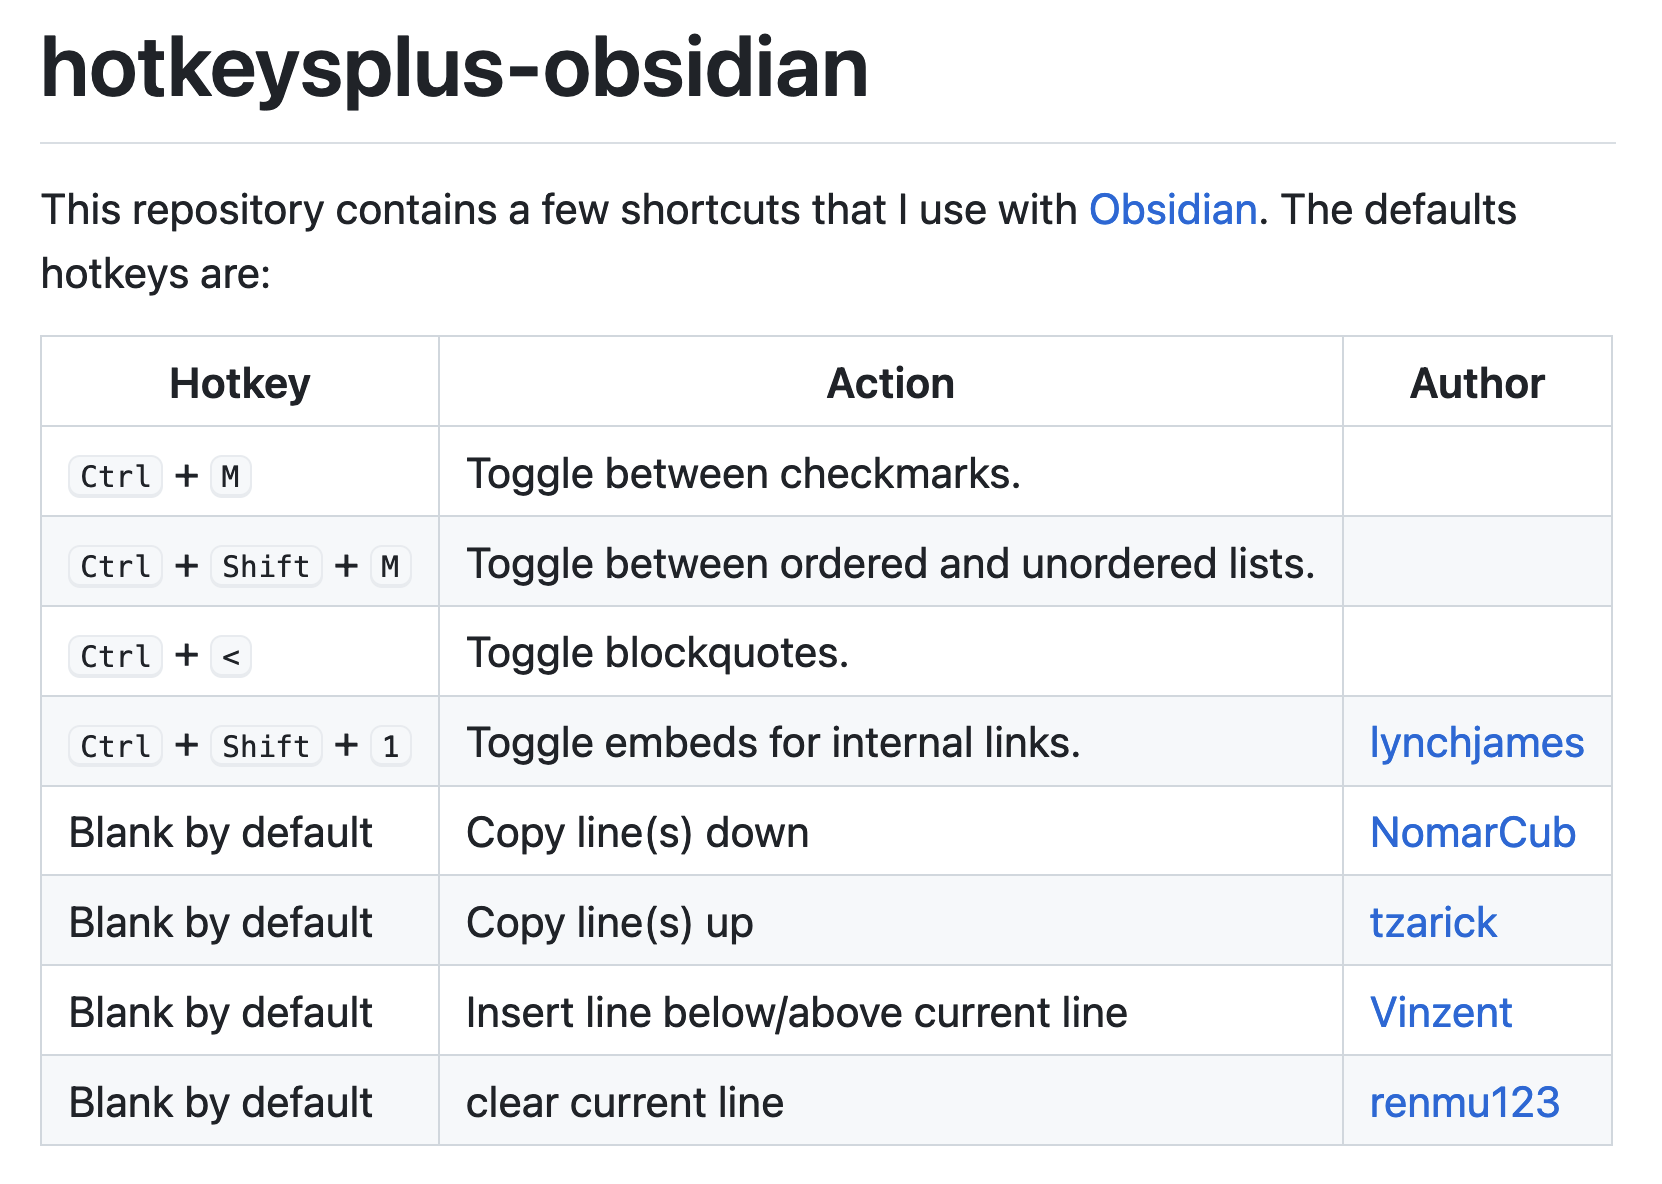 hotkeysplus-obsidian
This repository contains a few shortcuts that I use with Obsidian. The defaults
hotkeys are:
Hotkey Action Author
Ctrl + M Toggle between checkmarks.
Ctrl + Shift + M Toggle between ordered and unordered lists.
Ctrl + < Toggle blockquotes.
Ctrl + Shift + 1 Toggle embeds for internal links. lynchjames
Blank by default Copy line(s) down NomarCub
Blank by default Copy line(s) up tzarick
Blank by default Insert line below/above current line Vinzent
Blank by default clear current line renmu123